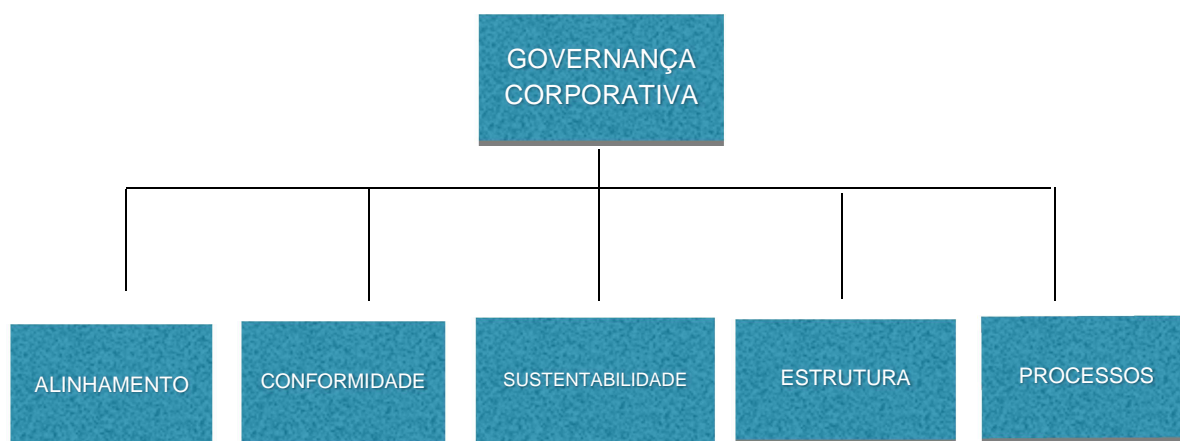 GOVERNANÇA
CORPORATIVA
ALINHAMENTO
CONFORMIDADE
SUSTENTABILIDADE
ESTRUTURA
PROCESSOS